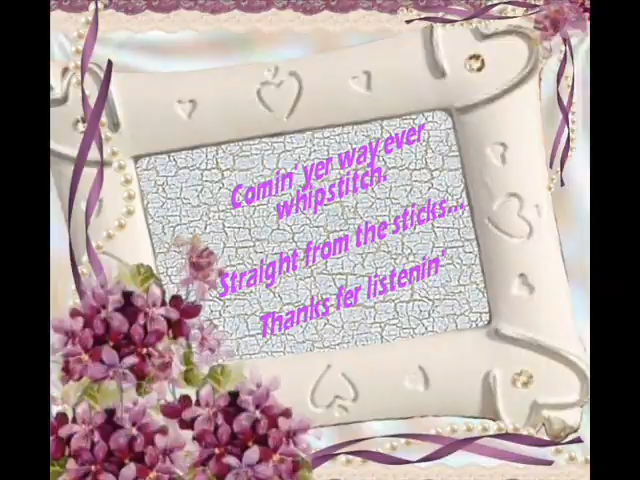 Comin' yer way ever
whipstitch.
Straight from the sticks...
Thanks fer listenin'